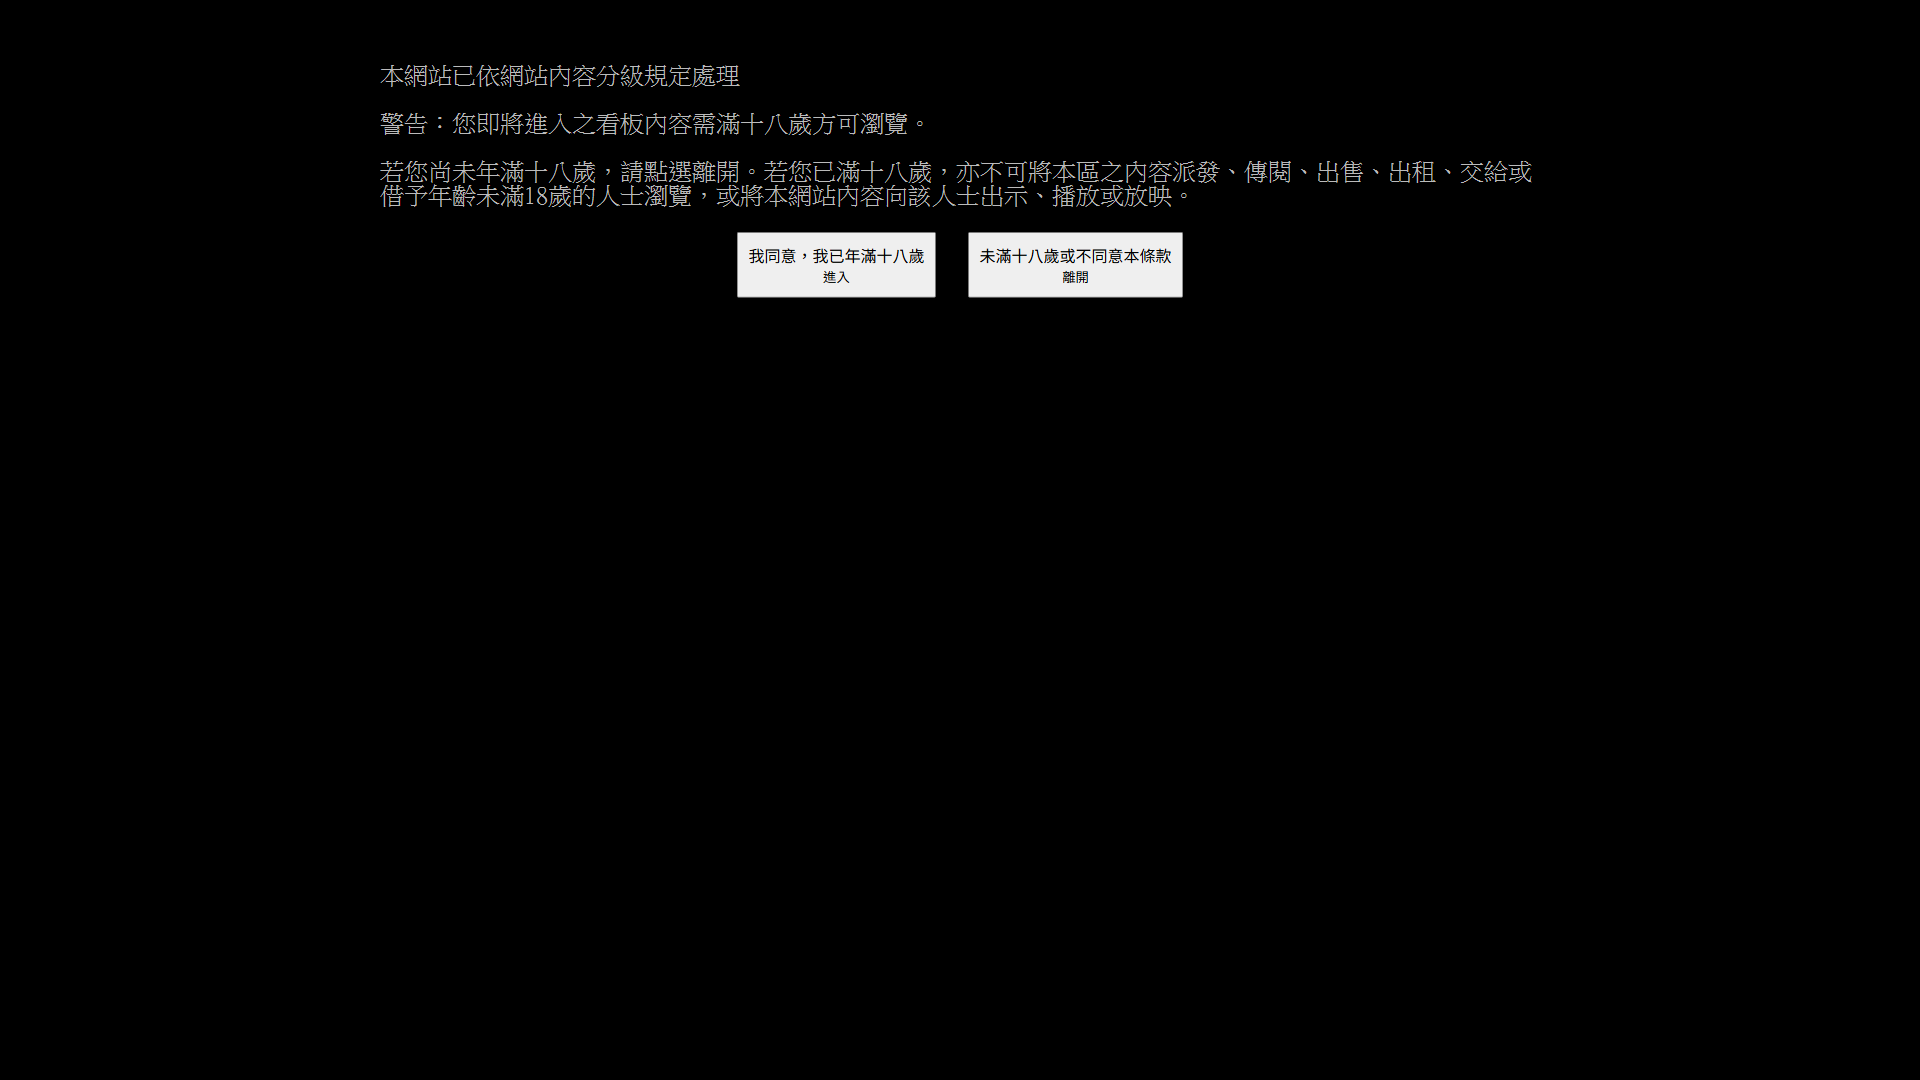 本網站已依網站內容分級規定處理
警告：您即將進入之看板內容需滿十八歲方可瀏覽。
若您尚未年滿十八歲，請點選離開。若您已滿十八歲，亦不可將本區之內容派發、傳閱、出售、出租、交給或
借予年齡未滿18歲的人士瀏覽，或將本網站內容向該人士出示、播放或放映。
我同意，我已年滿十八歲
進入
未滿十八歲或不同意本條款
離開